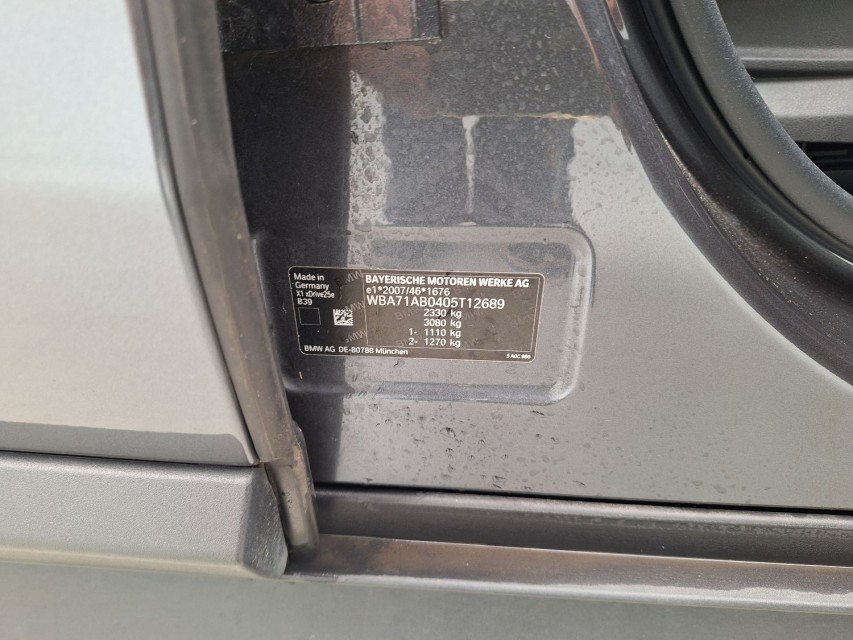 Made in
Germany
X1 xDrive25e
B39
BAYERISCHE MOTOREN WERKE AG
e1*2007/46*1676
WBA71AB0405T12689
2330 kg
3080 kg
1- 1110 kg
2- 1270 kg
BMW AG DE-80788 München